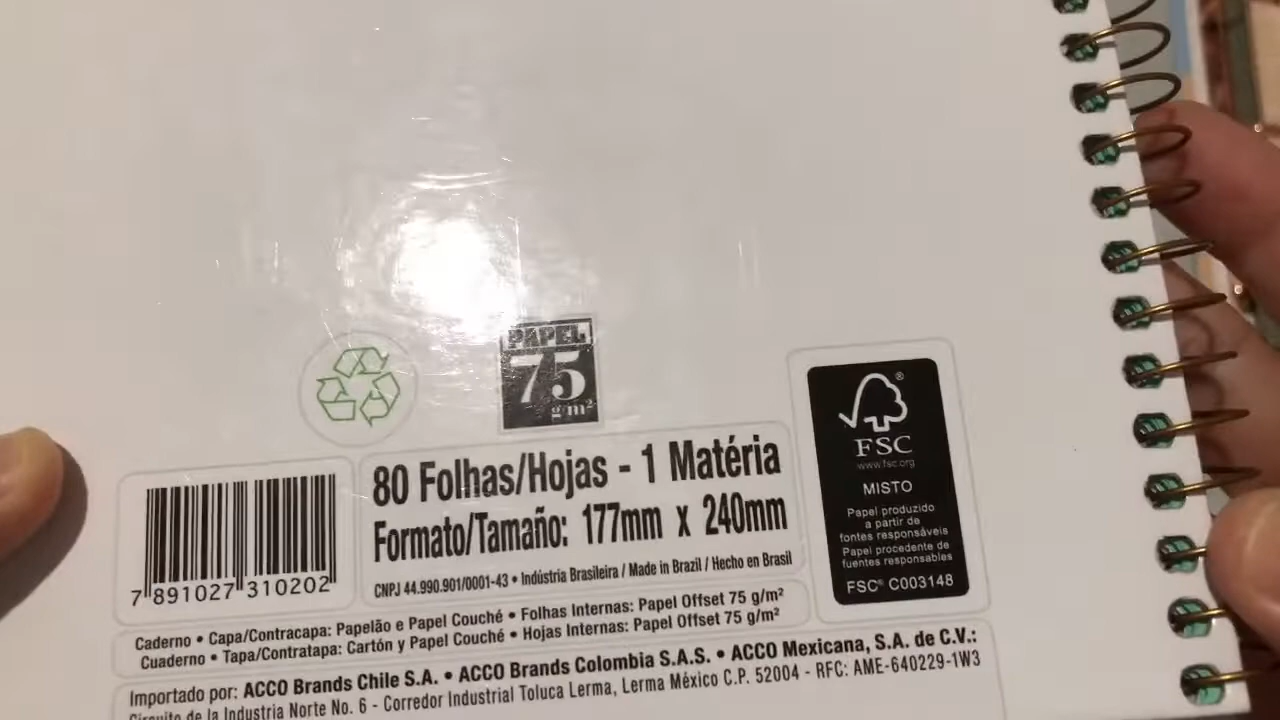 PAPEL
75
g/m²
80 Folhas/Hojas - 1 Matéria
Formato/Tamaño: 177mm x 240mm
CNPJ 44.990.901/0001-43 • Indústria Brasileira / Made in Brazil / Hecho en Brasil
7 891027 310202
FSC
www.fsc.org
MISTO
Papel produzido
a partir de
fontes responsáveis
Papel procedente de
fuentes responsables
FSC® C003148
Caderno • Capa/Contracapa: Papelão e Papel Couché • Folhas Internas: Papel Offset 75 g/m²
Cuaderno • Tapa/Contratapa: Cartón y Papel Couché • Hojas Internas: Papel Offset 75 g/m²
Importado por: ACCO Brands Chile S.A. • ACCO Brands Colombia S.A.S. • ACCO Mexicana, S.A. de C.V.:
Circuito de la Industria Norte No. 6 - Corredor Industrial Toluca Lerma, Lerma México C.P. 52004 - RFC: AME-640229-1W3